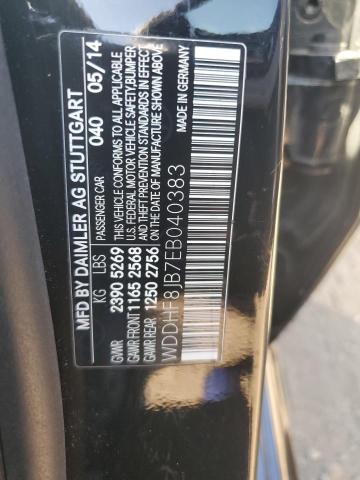 MFD BY DAIMLER AG STUTTGART
PASSENGER CAR 040 05/14
KG LBS
GVWR 2390 5269
GAWR FRONT 1165 2568
GAWR REAR 1250 2756
THIS VEHICLE CONFORMS TO ALL APPLICABLE
U.S. FEDERAL MOTOR VEHICLE SAFETY, BUMPER
AND THEFT PREVENTION STANDARDS IN EFFECT
ON THE DATE OF MANUFACTURE SHOWN ABOVE.
MADE IN GERMANY
WDDHF8JB7EB040383